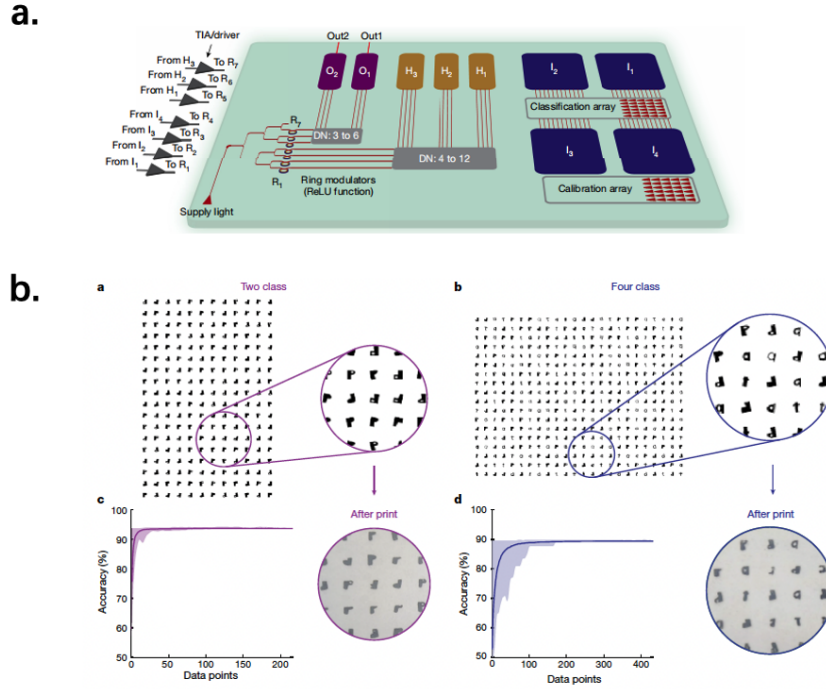 a.
TIA/driver
Out2 Out1
From H3 To R7
From H2 To R6
From H1 To R5
From I4 To R4
From I3 To R3
From I2 To R2
From I1 To R1
O2 O1 H3 H2 H1 I2 I1
Classification array
I3 I4
Calibration array
R7
DN: 3 to 6
DN: 4 to 12
R1
Ring modulators
(ReLU function)
Supply light
b.
a Two class
b Four class
After print
After print
c
100
90
80
70
60
50
Accuracy (%)
0 50 100 150 200
Data points
d
100
90
80
70
60
50
Accuracy (%)
0 100 200 300 400
Data points